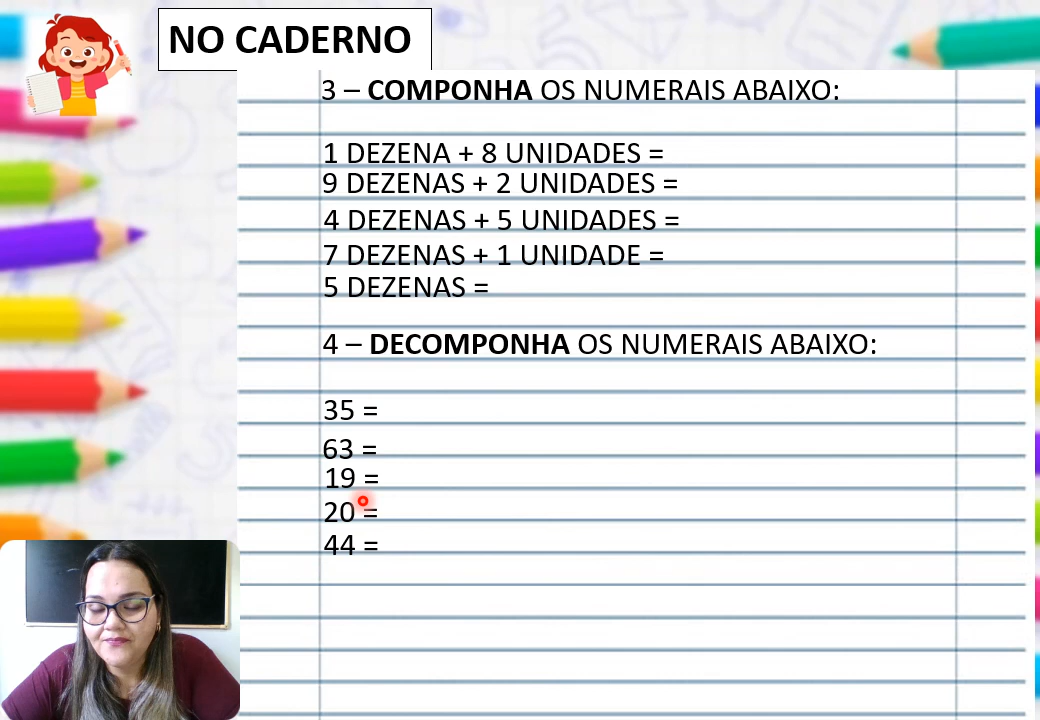 NO CADERNO
3 – COMPONHA OS NUMERAIS ABAIXO:
1 DEZENA + 8 UNIDADES =
9 DEZENAS + 2 UNIDADES =
4 DEZENAS + 5 UNIDADES =
7 DEZENAS + 1 UNIDADE =
5 DEZENAS =
4 – DECOMPONHA OS NUMERAIS ABAIXO:
35 =
63 =
19 =
20 =
44 =